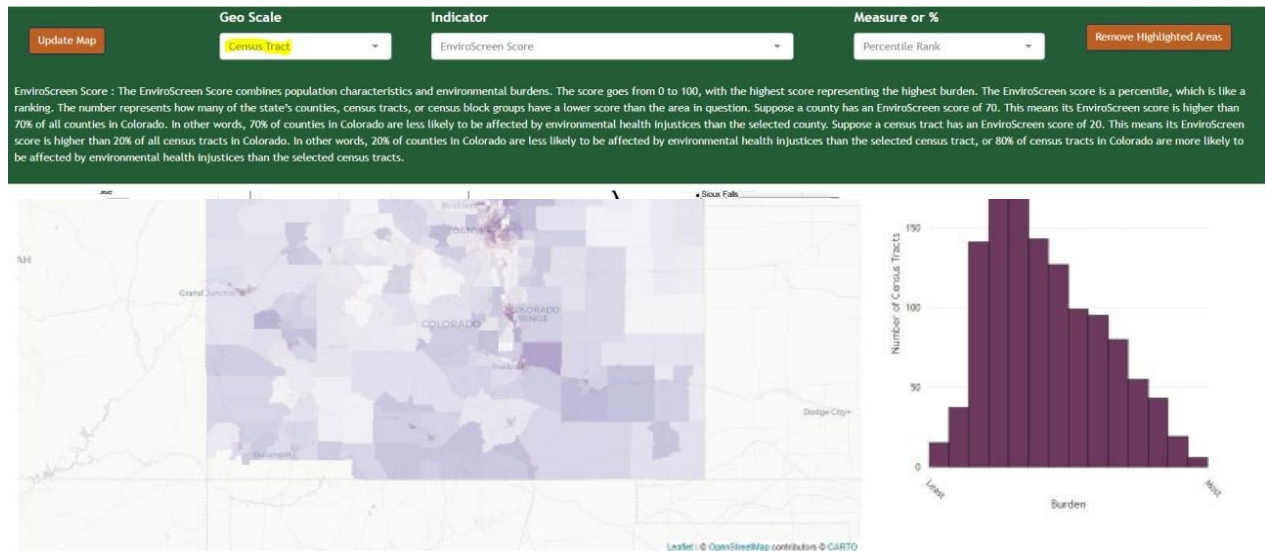 Geo Scale Indicator Measure or %
Update Map Census Tract EnviroScreen Score Percentile Rank Remove Highlighted Areas
EnviroScreen Score : The EnviroScreen Score combines population characteristics and environmental burdens. The score goes from 0 to 100, with the highest score representing the highest burden. The EnviroScreen score is a percentile, which is like a
ranking. The number represents how many of the state's counties, census tracts, or census block groups have a lower score than the area in question. Suppose a county has an EnviroScreen score of 70. This means its EnviroScreen score is higher than
70% of all counties in Colorado. In other words, 70% of counties in Colorado are less likely to be affected by environmental health injustices than the selected county. Suppose a census tract has an EnviroScreen score of 20. This means its EnviroScreen
score is higher than 20% of all census tracts in Colorado. In other words, 20% of counties in Colorado are less likely to be affected by environmental health injustices than the selected census tract, or 80% of census tracts in Colorado are more likely to
be affected by environmental health injustices than the selected census tracts.
Sioux Falls
Boulder
DENVER
AH
Grand Junction
COLORADO
SPRINGS
COLORADO
Pueblo
Dodge City
Durango
Leaflet | © OpenStreetMap contributors © CARTO
Number of Census Tracts
150
100
50
0
Least
Most
Burden